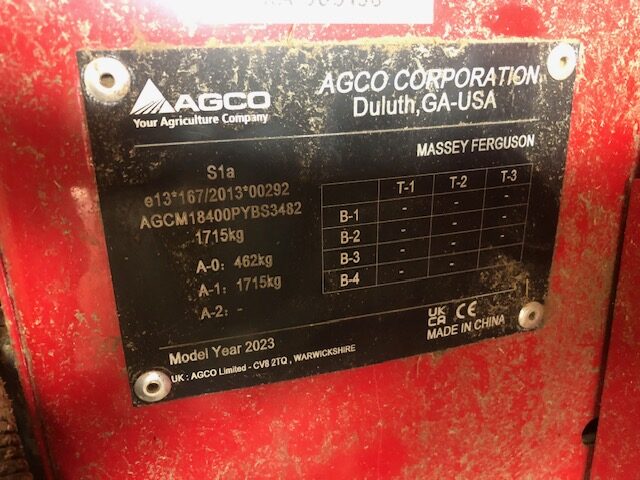 AGCO
Your Agriculture Company
AGCO CORPORATION
Duluth,GA-USA
MASSEY FERGUSON
S1a
e13*167/2013*00292
AGCM18400PYBS3482
1715kg
A-0: 462kg
A-1: 1715kg
A-2: -
T-1 T-2 T-3
B-1 - - -
B-2 - - -
B-3 - - -
B-4 - - -
UK
CA CE
MADE IN CHINA
Model Year 2023
UK : AGCO Limited - CV8 2TQ , WARWICKSHIRE